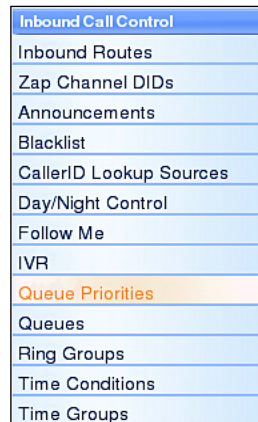 Inbound Call Control
Inbound Routes
Zap Channel DIDs
Announcements
Blacklist
CallerID Lookup Sources
Day/Night Control
Follow Me
IVR
Queue Priorities
Queues
Ring Groups
Time Conditions
Time Groups